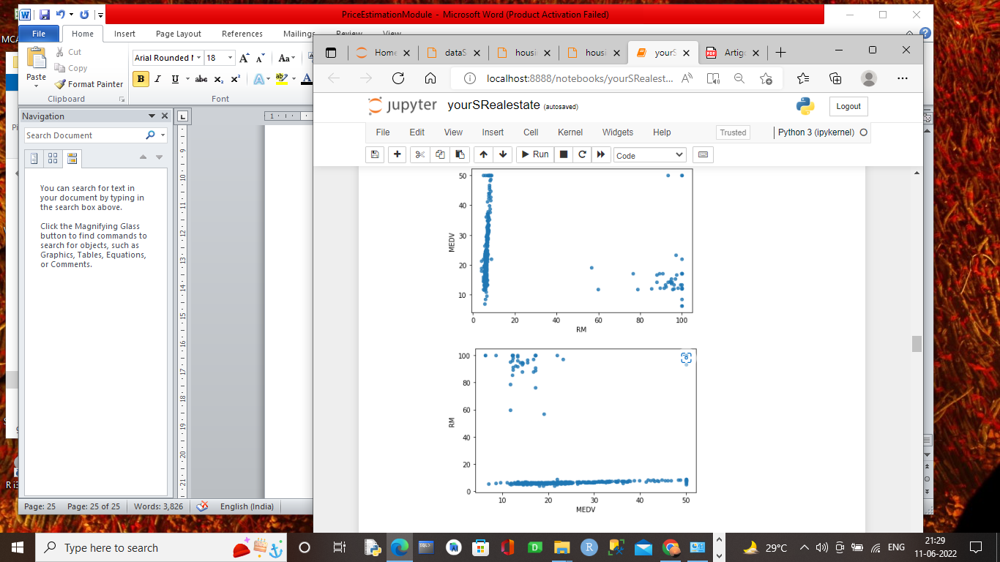 PriceEstimationModule - Microsoft Word (Product Activation Failed)
File Home Insert Page Layout References Mailings Review View
Paste
Cut
Copy
Format Painter
Clipboard
Arial Rounded 18
Font
Navigation
Search Document
You can search for text in
your document by typing in
the search box above.
Click the Magnifying Glass
button to find commands to
search for objects, such as
Graphics, Tables, Equations,
or Comments.
Page: 25 Page: 25 of 25 Words: 3,826 English (India)
Home dataS housi housi yourS Artig
localhost:8888/notebooks/yourSRealest...
jupyter yourSRealestate (autosaved)
Logout
File Edit View Insert Cell Kernel Widgets Help
Trusted
Python 3 (ipykernel)
Run
Code
50
40
30
20
10
MEDV
0 20 40 60 80 100
RM
100
80
60
40
20
0
RM
10 20 30 40 50
MEDV
Type here to search
29°C
ENG
21:29
11-06-2022